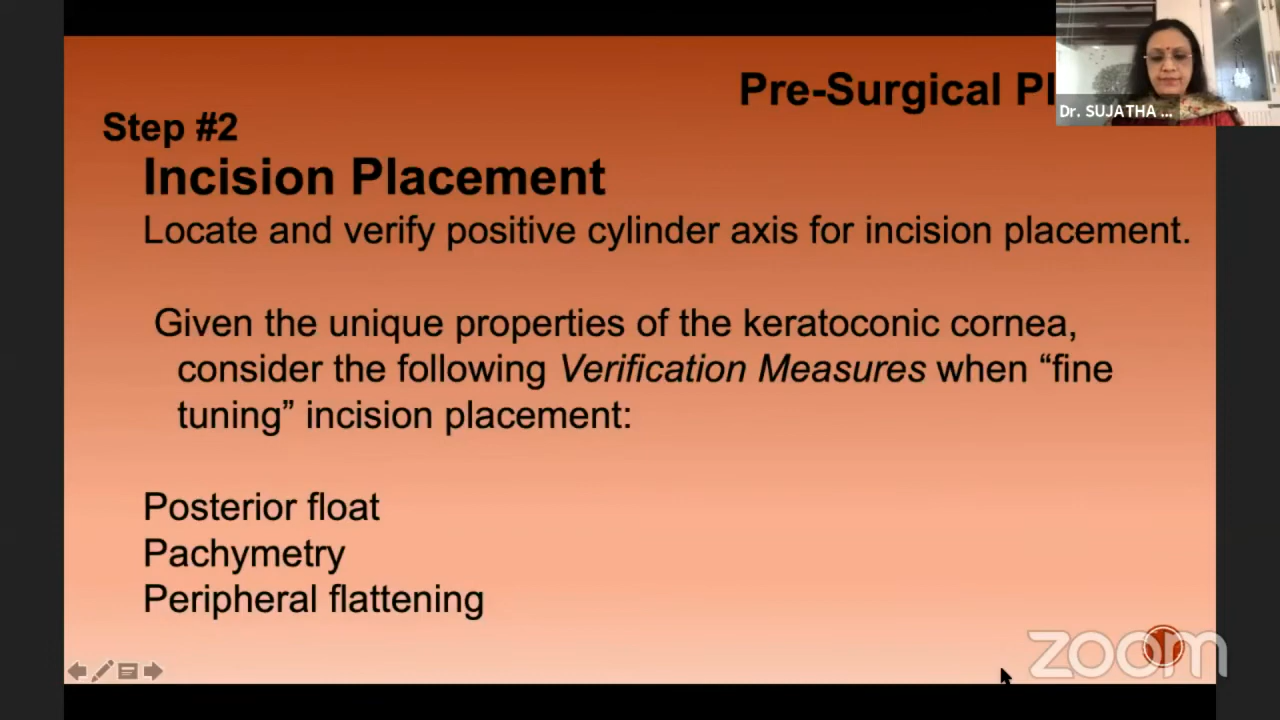 Pre-Surgical
Dr. SUJATHA ...
Step #2
Incision Placement
Locate and verify positive cylinder axis for incision placement.
Given the unique properties of the keratoconic cornea,
consider the following Verification Measures when “fine
tuning” incision placement:
Posterior float
Pachymetry
Peripheral flattening
zoom